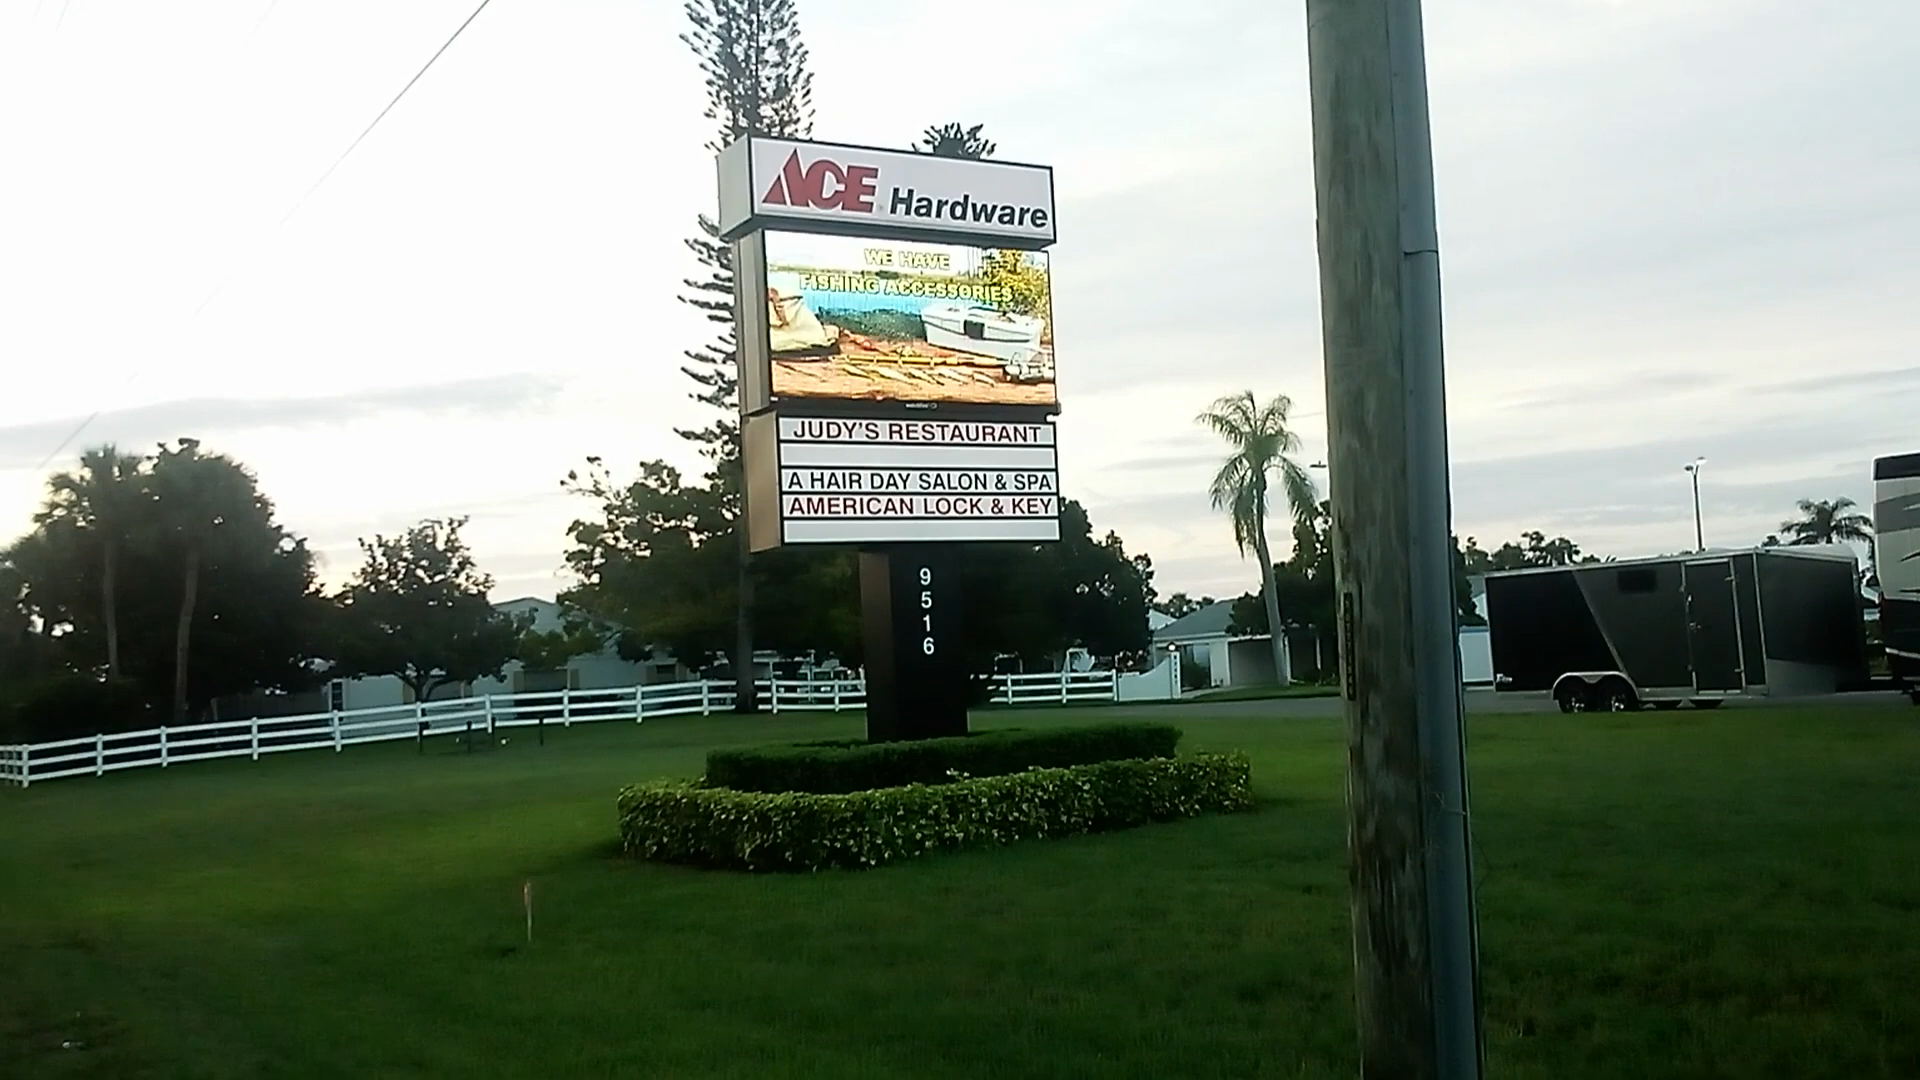 ACE Hardware
WE HAVE
FISHING ACCESSORIES
JUDY'S RESTAURANT
A HAIR DAY SALON & SPA
AMERICAN LOCK & KEY
9516